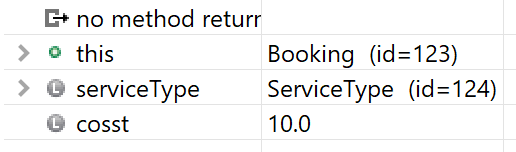 no method return
this Booking (id=123)
L serviceType ServiceType (id=124)
L cosst 10.0